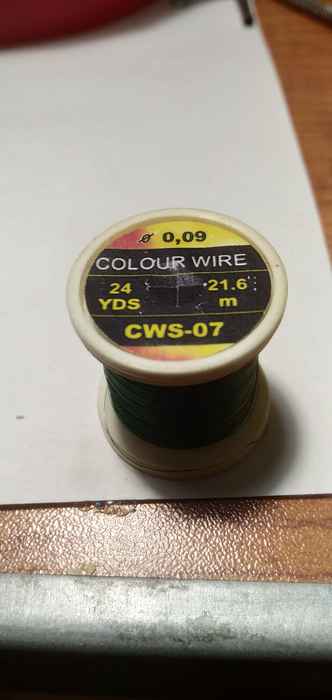 ø 0,09
COLOUR WIRE
24 21.6
YDS m
CWS-07